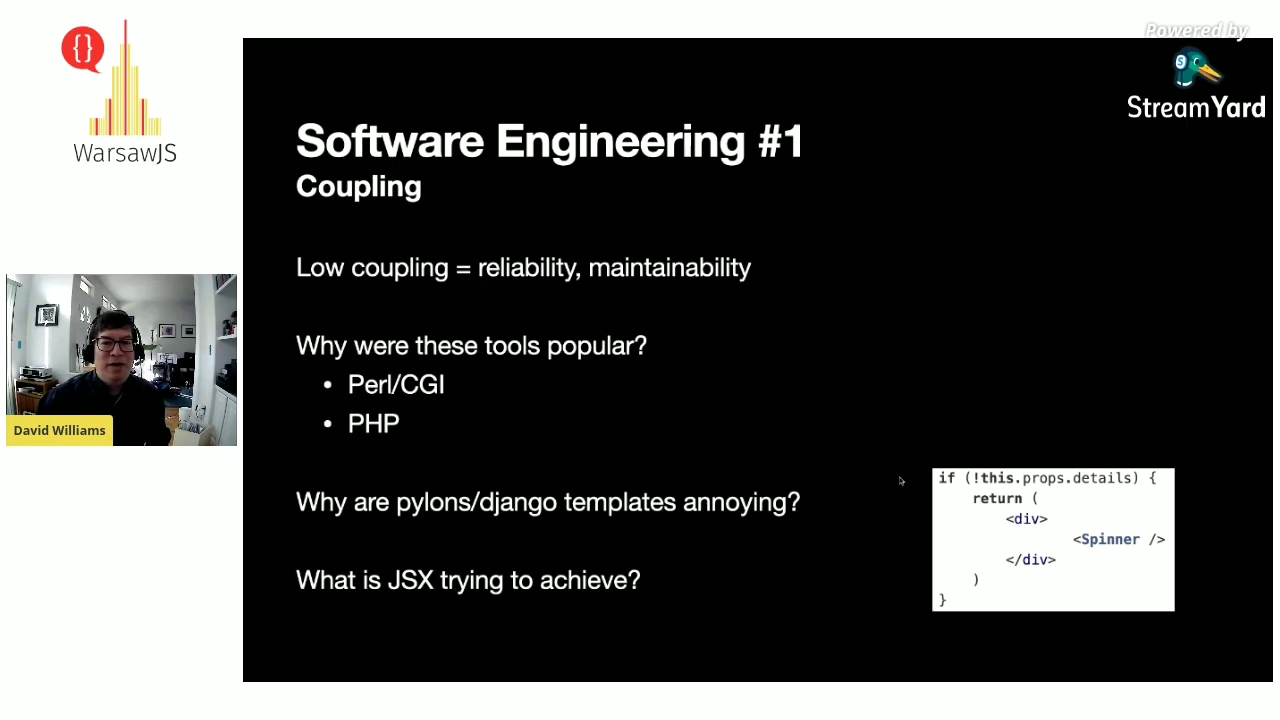 {}
WarsawJS
Powered by
S
StreamYard
Software Engineering #1
Coupling
Low coupling = reliability, maintainability
Why were these tools popular?
• Perl/CGI
• PHP
Why are pylons/django templates annoying?
What is JSX trying to achieve?
if (!this.props.details) {
return (
<div>
<Spinner />
</div>
)
}
David Williams